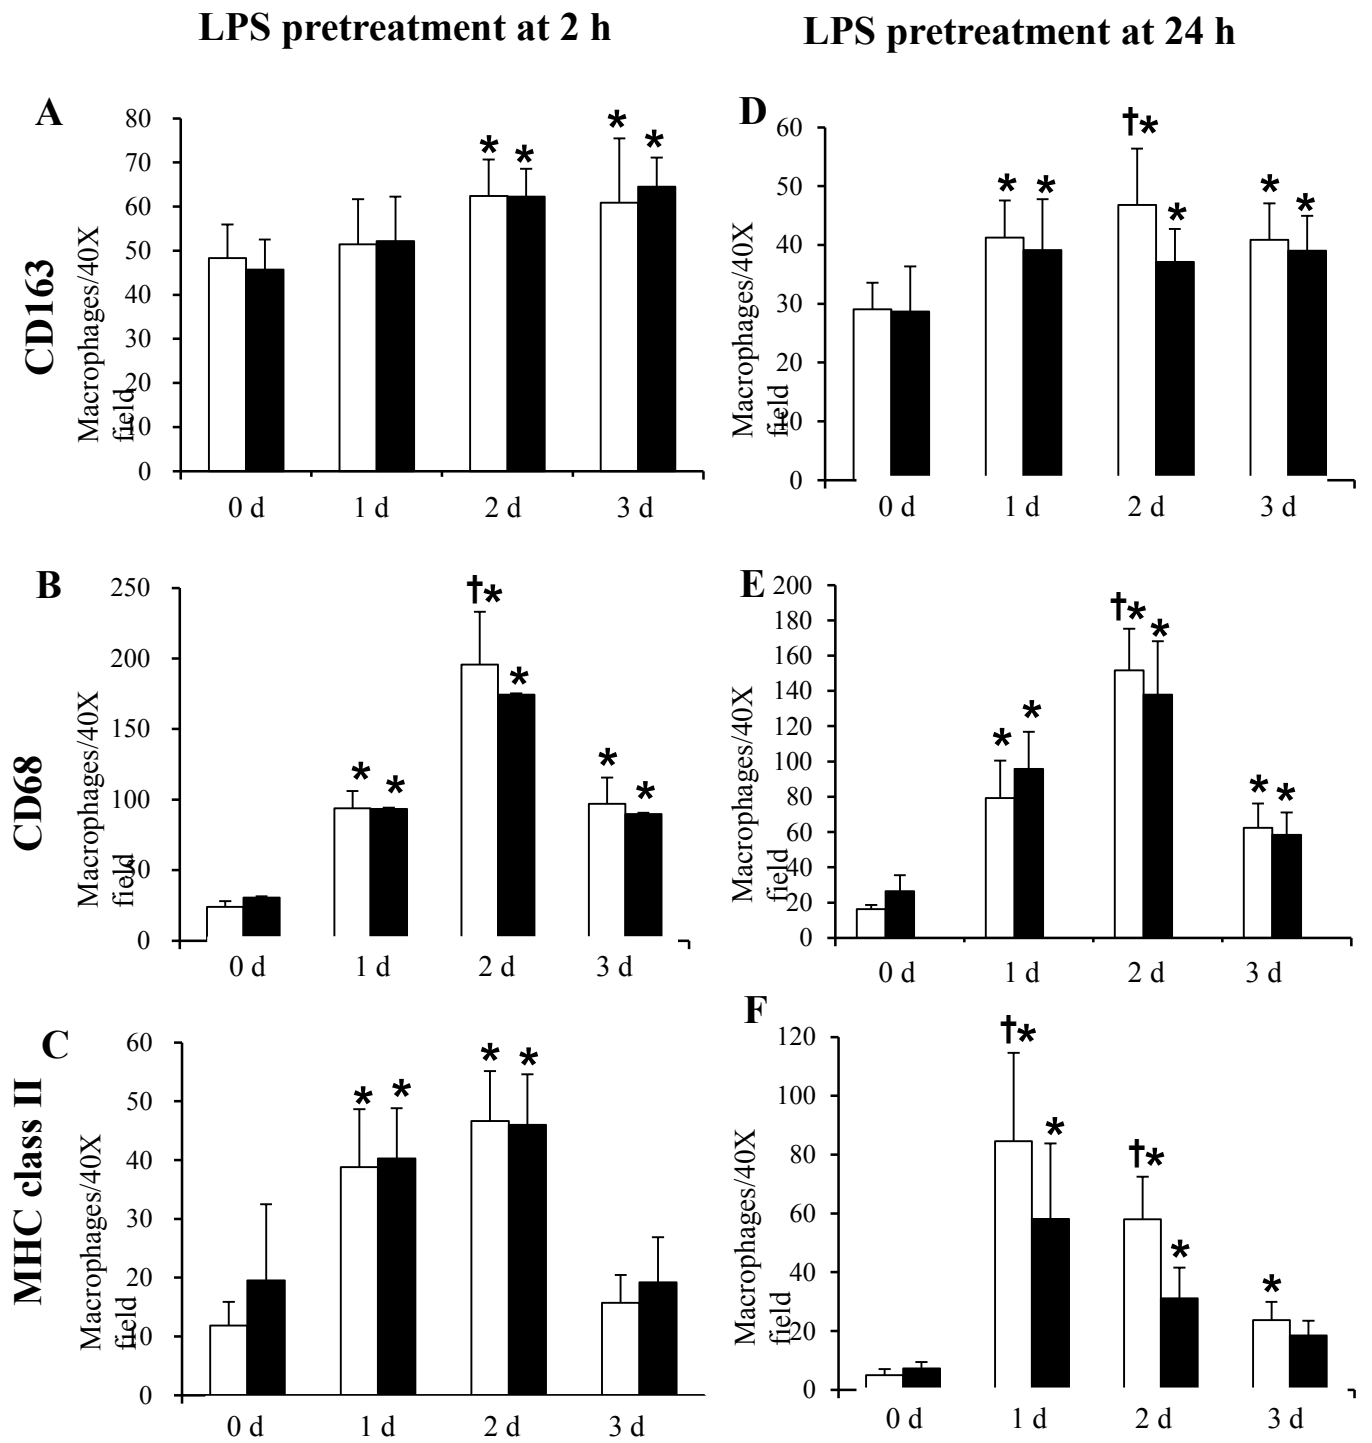 LPS pretreatment at 2 h
LPS pretreatment at 24 h
A
CD163
Macrophages/40X
field
80
70
60
50
40
30
20
10
0
* * * *
0 d 1 d 2 d 3 d
D
Macrophages/40X
field
60
50
40
30
20
10
0
* * †* * * *
0 d 1 d 2 d 3 d
B
CD68
Macrophages/40X
field
250
200
150
100
50
0
* * †* * * *
0 d 1 d 2 d 3 d
E
Macrophages/40X
field
200
180
160
140
120
100
80
60
40
20
0
* * †* * * *
0 d 1 d 2 d 3 d
C
MHC class II
Macrophages/40X
field
60
50
40
30
20
10
0
* * * *
0 d 1 d 2 d 3 d
F
Macrophages/40X
field
120
100
80
60
40
20
0
†* * †* * *
0 d 1 d 2 d 3 d